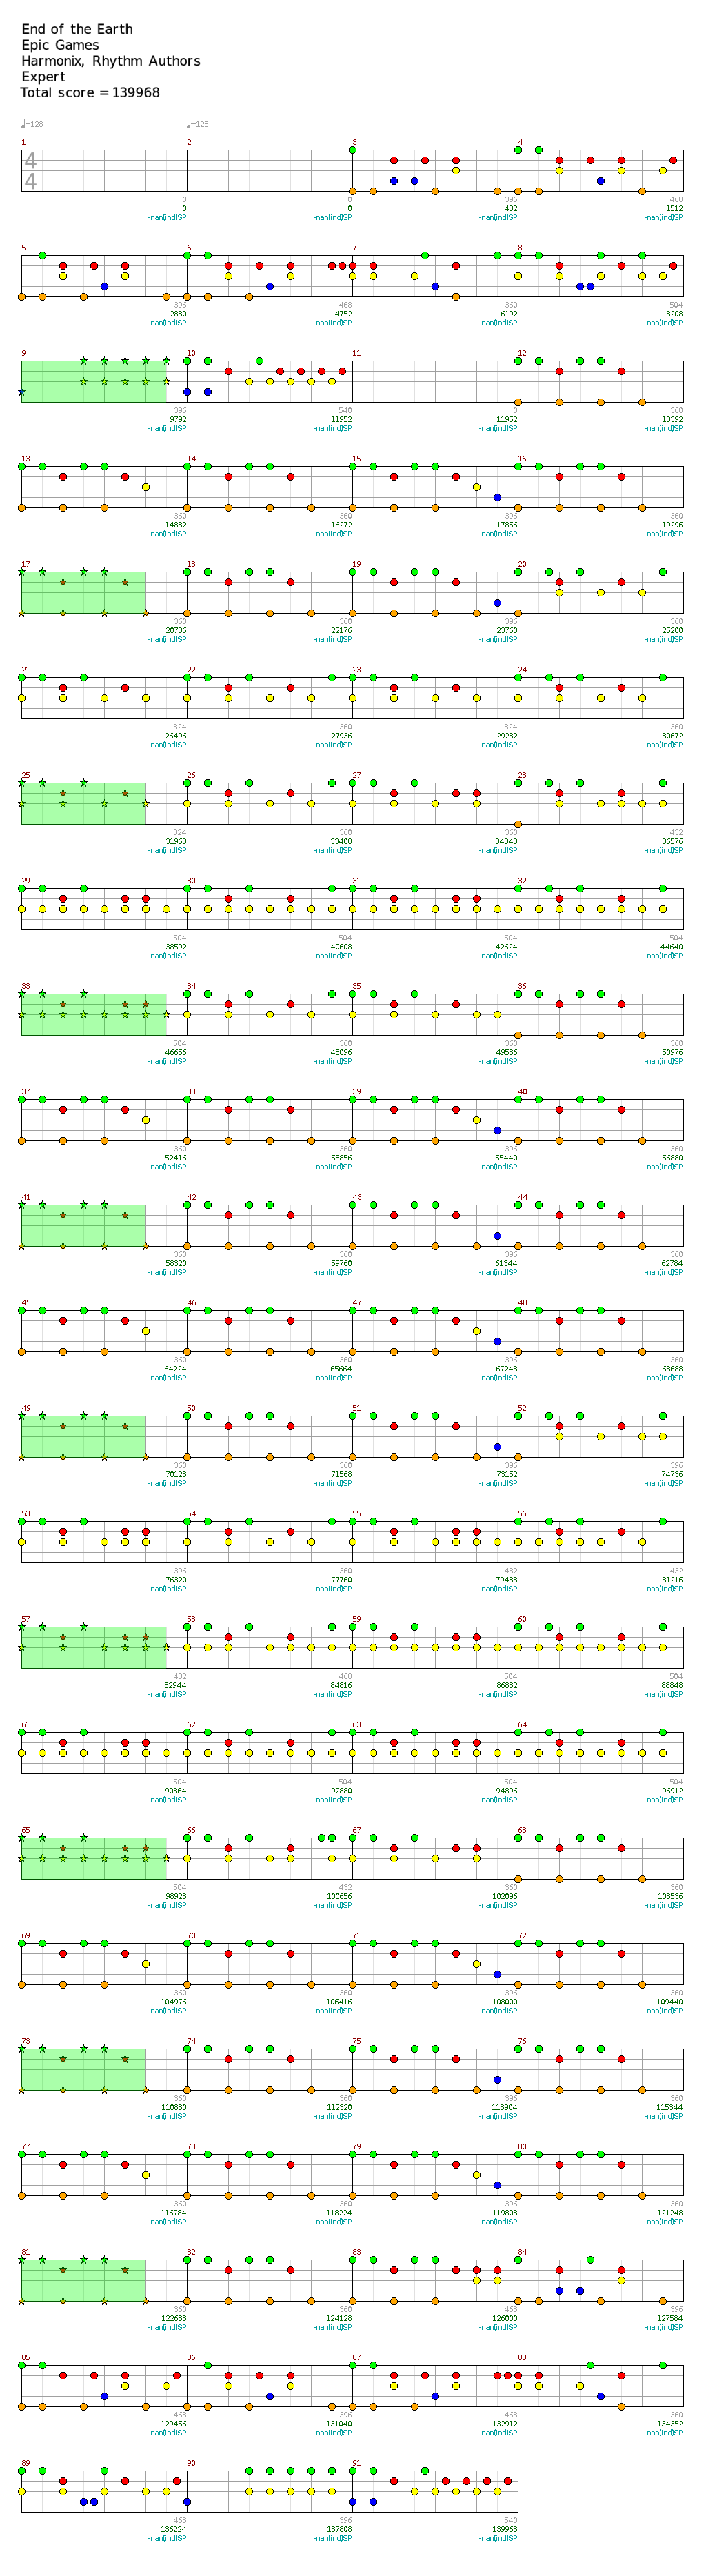 End of the Earth
Epic Games
Harmonix, Rhythm Authors
Expert
Total score = 139968
♩=128 ♩=128
1 2 3 4
4
4
0 0 396 468
0 0 432 1512
-nan(ind)SP -nan(ind)SP -nan(ind)SP -nan(ind)SP
5 6 7 8
396 468 360 504
2880 4752 6192 8208
-nan(ind)SP -nan(ind)SP -nan(ind)SP -nan(ind)SP
9 10 11 12
396 540 0 360
9792 11952 11952 13392
-nan(ind)SP -nan(ind)SP -nan(ind)SP -nan(ind)SP
13 14 15 16
360 360 396 360
14832 16272 17856 19296
-nan(ind)SP -nan(ind)SP -nan(ind)SP -nan(ind)SP
17 18 19 20
360 360 396 360
20736 22176 23760 25200
-nan(ind)SP -nan(ind)SP -nan(ind)SP -nan(ind)SP
21 22 23 24
324 360 324 360
26496 27936 29232 30672
-nan(ind)SP -nan(ind)SP -nan(ind)SP -nan(ind)SP
25 26 27 28
324 360 360 432
31968 33408 34848 36576
-nan(ind)SP -nan(ind)SP -nan(ind)SP -nan(ind)SP
29 30 31 32
504 504 504 504
38592 40608 42624 44640
-nan(ind)SP -nan(ind)SP -nan(ind)SP -nan(ind)SP
33 34 35 36
504 360 360 360
46656 48096 49536 50976
-nan(ind)SP -nan(ind)SP -nan(ind)SP -nan(ind)SP
37 38 39 40
360 360 396 360
52416 53856 55440 56880
-nan(ind)SP -nan(ind)SP -nan(ind)SP -nan(ind)SP
41 42 43 44
360 360 396 360
58320 59760 61344 62784
-nan(ind)SP -nan(ind)SP -nan(ind)SP -nan(ind)SP
45 46 47 48
360 360 396 360
64224 65664 67248 68688
-nan(ind)SP -nan(ind)SP -nan(ind)SP -nan(ind)SP
49 50 51 52
360 360 396 396
70128 71568 73152 74736
-nan(ind)SP -nan(ind)SP -nan(ind)SP -nan(ind)SP
53 54 55 56
396 360 432 432
76320 77760 79488 81216
-nan(ind)SP -nan(ind)SP -nan(ind)SP -nan(ind)SP
57 58 59 60
432 468 504 504
82944 84816 86832 88848
-nan(ind)SP -nan(ind)SP -nan(ind)SP -nan(ind)SP
61 62 63 64
504 504 504 504
90864 92880 94896 96912
-nan(ind)SP -nan(ind)SP -nan(ind)SP -nan(ind)SP
65 66 67 68
504 432 360 360
98928 100656 102096 103536
-nan(ind)SP -nan(ind)SP -nan(ind)SP -nan(ind)SP
69 70 71 72
360 360 396 360
104976 106416 108000 109440
-nan(ind)SP -nan(ind)SP -nan(ind)SP -nan(ind)SP
73 74 75 76
360 360 396 360
110880 112320 113904 115344
-nan(ind)SP -nan(ind)SP -nan(ind)SP -nan(ind)SP
77 78 79 80
360 360 396 360
116784 118224 119808 121248
-nan(ind)SP -nan(ind)SP -nan(ind)SP -nan(ind)SP
81 82 83 84
360 360 468 396
122688 124128 126000 127584
-nan(ind)SP -nan(ind)SP -nan(ind)SP -nan(ind)SP
85 86 87 88
468 396 468 360
129456 131040 132912 134352
-nan(ind)SP -nan(ind)SP -nan(ind)SP -nan(ind)SP
89 90 91
468 396 540
136224 137808 139968
-nan(ind)SP -nan(ind)SP -nan(ind)SP